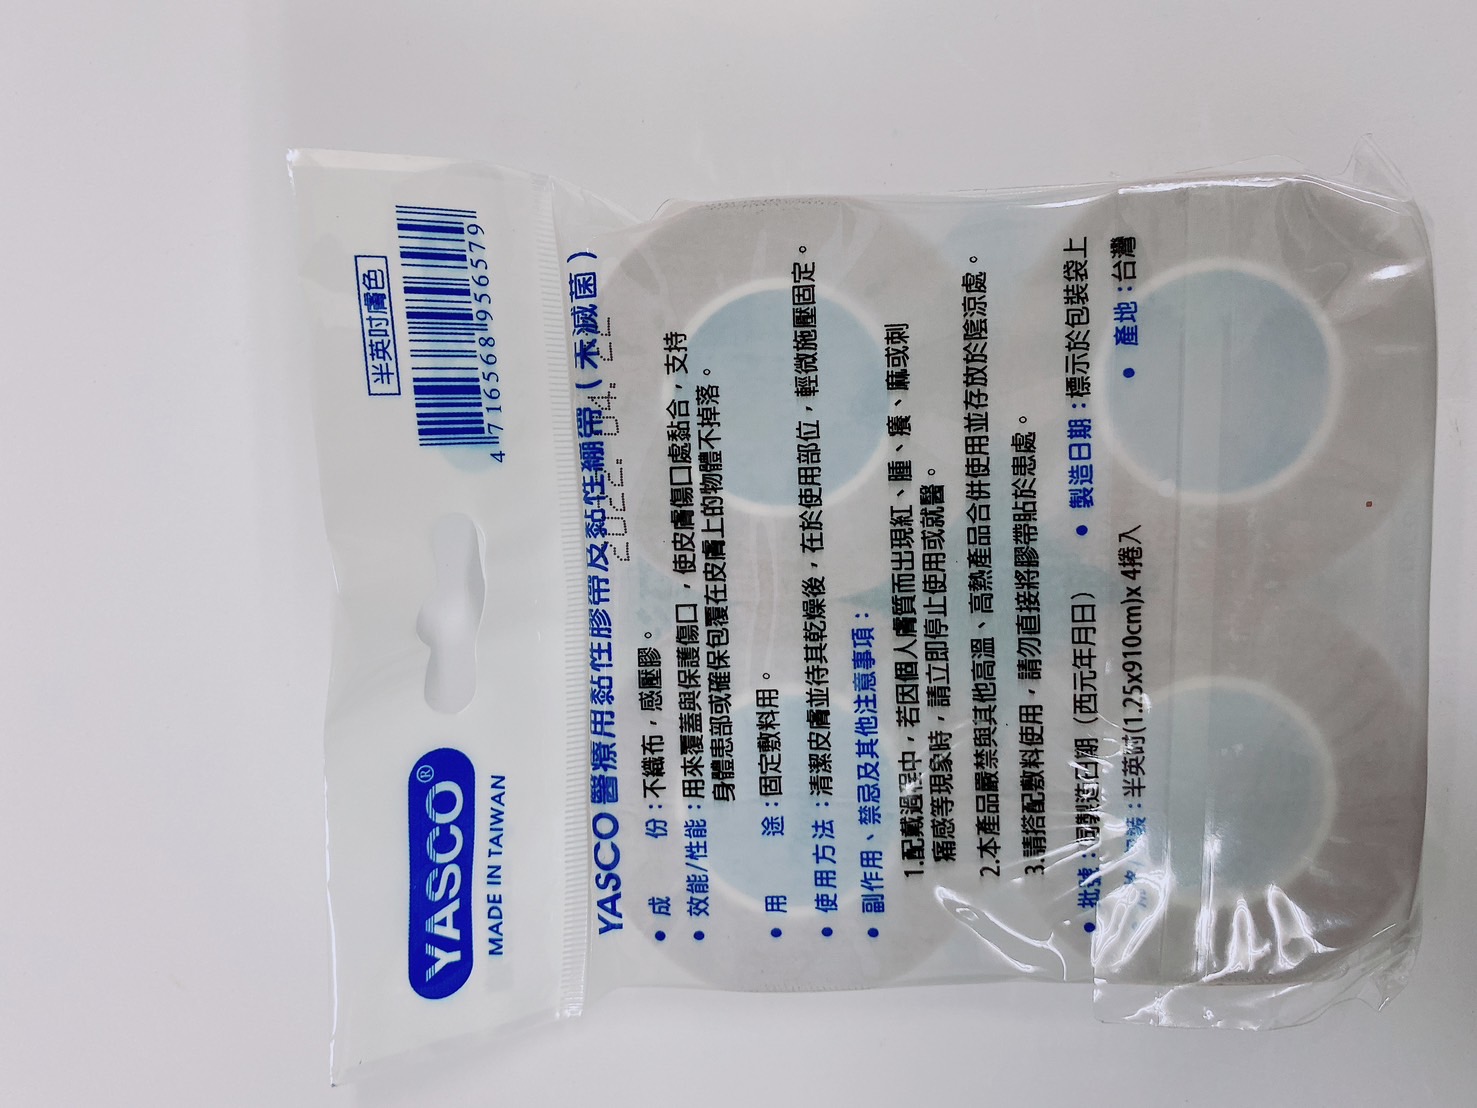 YASCO®
MADE IN TAIWAN
半英吋膚色
4 716568 956579
YASCO 醫療用黏性膠帶及黏性繃帶（未滅菌）
2022. 04.
• 成 份：不織布，感壓膠。
• 效能/性能：用來覆蓋與保護傷口，使皮膚傷口處黏合，支持
身體患部或確保包覆在皮膚上的物體不掉落。
• 用 途：固定敷料用。
• 使用方法：清潔皮膚並待其乾燥後，在於使用部位，輕微施壓固定。
• 副作用、禁忌及其他注意事項：
1.配戴過程中，若因個人膚質而出現紅、腫、癢、麻或刺
痛感等現象時，請立即停止使用或就醫。
2.本產品嚴禁與其他高溫、高熱產品合併使用並存放於陰涼處。
3.請搭配敷料使用，請勿直接將膠帶貼於患處。
• 批號：同製造日期（西元年月日） • 製造日期：標示於包裝袋上
半英吋(1.25x910cm)x 4捲入 • 產地：台灣